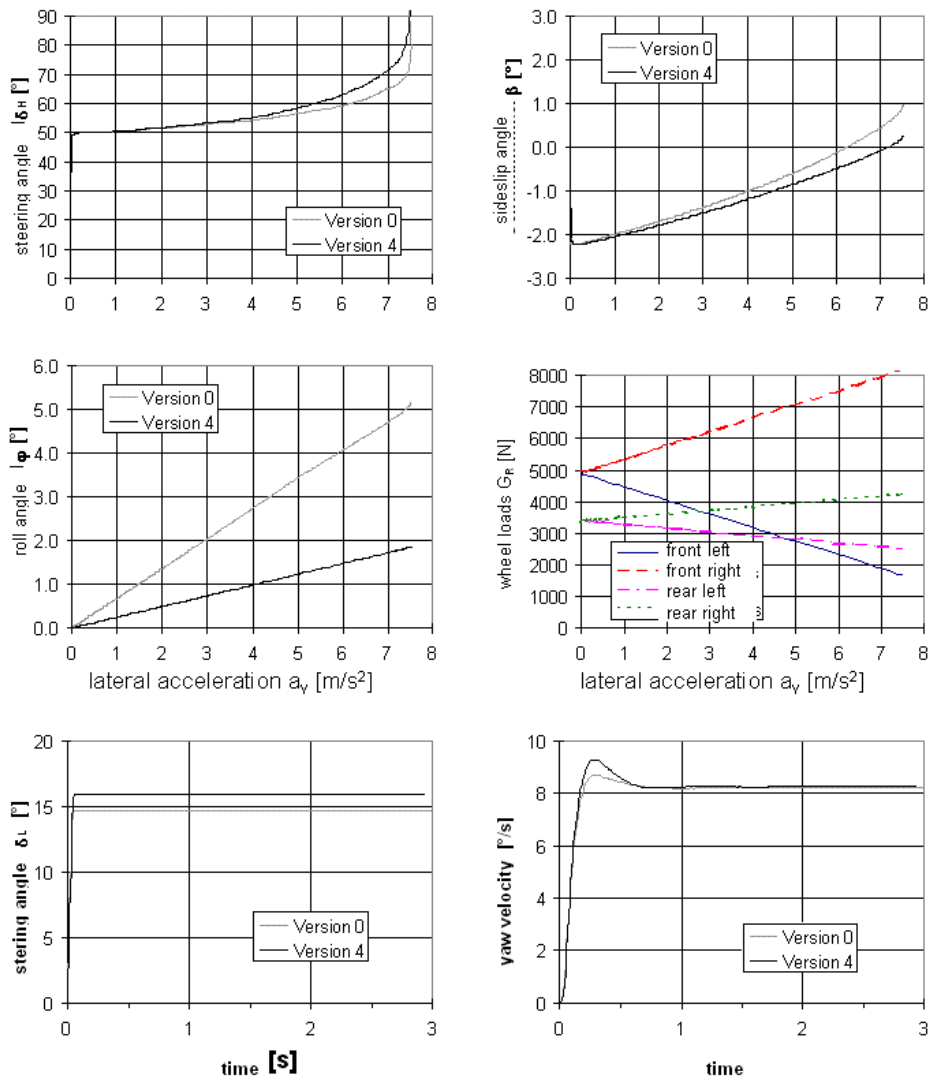 steering angle δH [°]
90
80
70
60
50
40
30
20
10
0
Version 0
Version 4
0 1 2 3 4 5 6 7 8
sideslip angle β [°]
3.0
2.0
1.0
0.0
-1.0
-2.0
-3.0
Version 0
Version 4
0 1 2 3 4 5 6 7 8
roll angle φ [°]
6.0
5.0
4.0
3.0
2.0
1.0
0.0
Version 0
Version 4
0 1 2 3 4 5 6 7 8
lateral acceleration ay [m/s²]
wheel loads GR [N]
8000
7000
6000
5000
4000
3000
2000
1000
0
front left
front right
rear left
rear right
0 1 2 3 4 5 6 7 8
lateral acceleration ay [m/s²]
stering angle δL [°]
20
15
10
5
0
Version 0
Version 4
0 1 2 3
time [s]
yaw velocity [°/s]
10
8
6
4
2
0
Version 0
Version 4
0 1 2 3
time